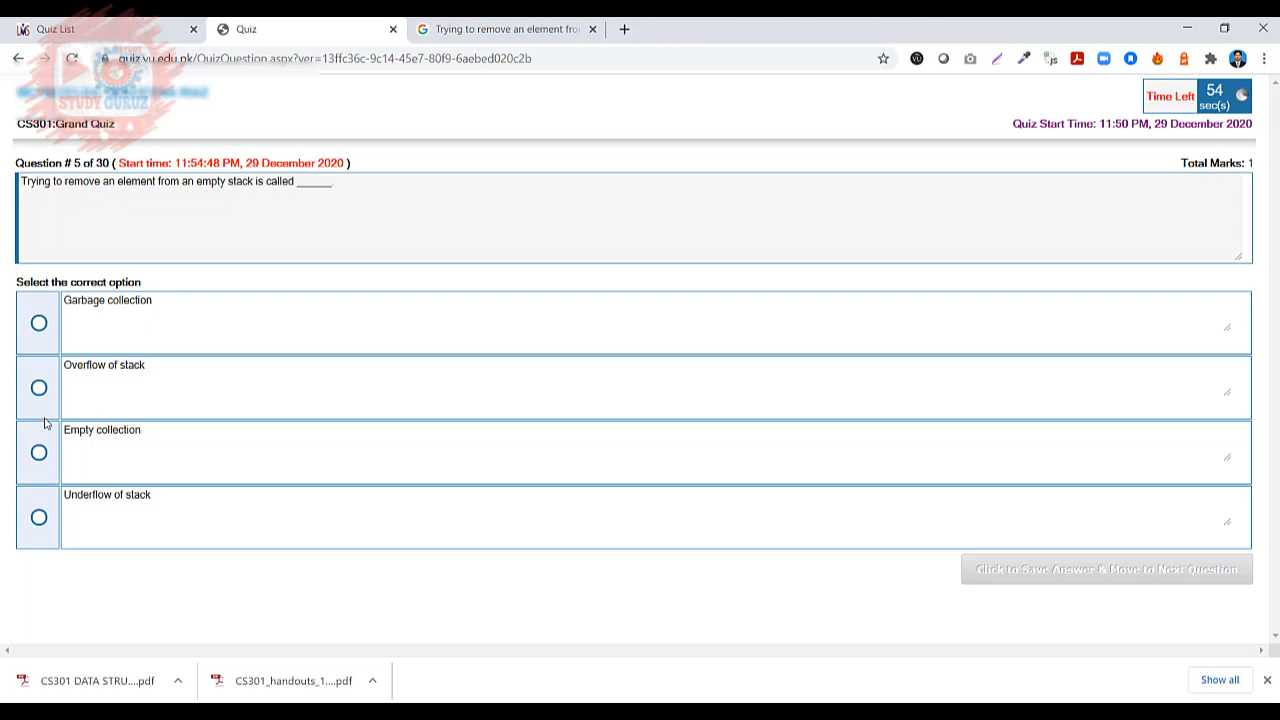 Quiz List
Quiz
Trying to remove an element fro
quiz.vu.edu.pk/QuizQuestion.aspx?ver=13ffc36c-9c14-45e7-80f9-6aebad020c2b
STUDY GURUZ
CS301:Grand Quiz
Time Left 54
sec(s)
Quiz Start Time: 11:50 PM, 29 December 2020
Question # 5 of 30 ( Start time: 11:54:48 PM, 29 December 2020 )
Total Marks: 1
Trying to remove an element from an empty stack is called ______.
Select the correct option
Garbage collection
Overflow of stack
Empty collection
Underflow of stack
Click to Save Answer & Move to Next Question
CS301 DATA STRU....pdf
CS301_handouts_1....pdf
Show all